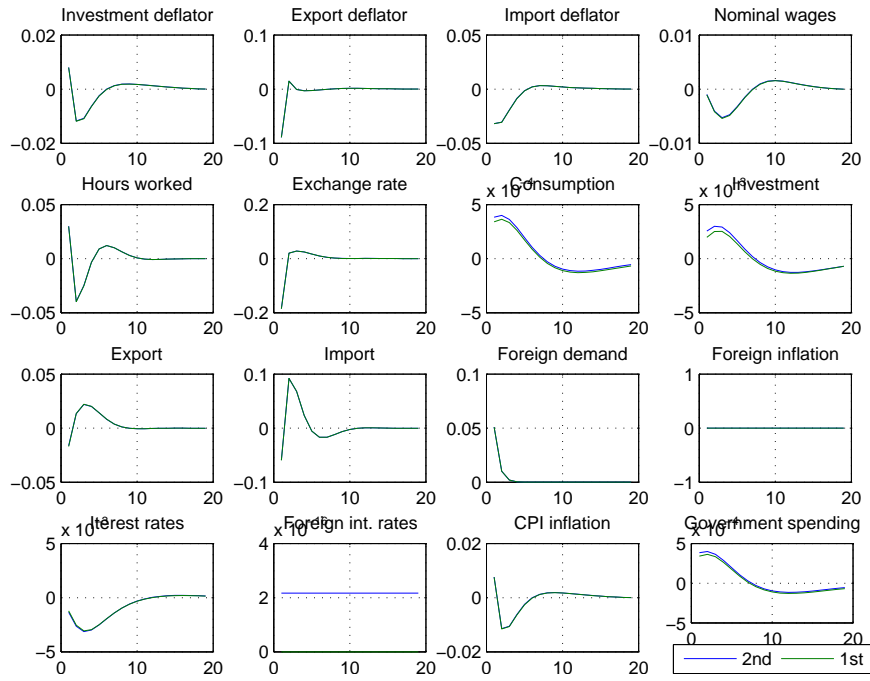 Investment deflator
Export deflator
Import deflator
Nominal wages
0.02
0
−0.02
0 10 20
0.1
0
−0.1
0 10 20
0.05
0
−0.05
0 10 20
0.01
0
−0.01
0 10 20
Hours worked
Exchange rate
x 10
Consumption
x 10
Investment
0.05
0
−0.05
0 10 20
0.2
0
−0.2
0 10 20
5
0
−5
0 10 20
5
0
−5
0 10 20
Export
Import
Foreign demand
Foreign inflation
0.05
0
−0.05
0 10 20
0.1
0
−0.1
0 10 20
0.1
0.05
0
0 10 20
1
0
−1
0 10 20
x 10
Iterest rates
x 10
Foreign int. rates
CPI inflation
x 10
Government spending
5
0
−5
0 10 20
4
2
0
0 10 20
0.02
0
−0.02
0 10 20
5
0
−5
0 10 20
2nd 1st